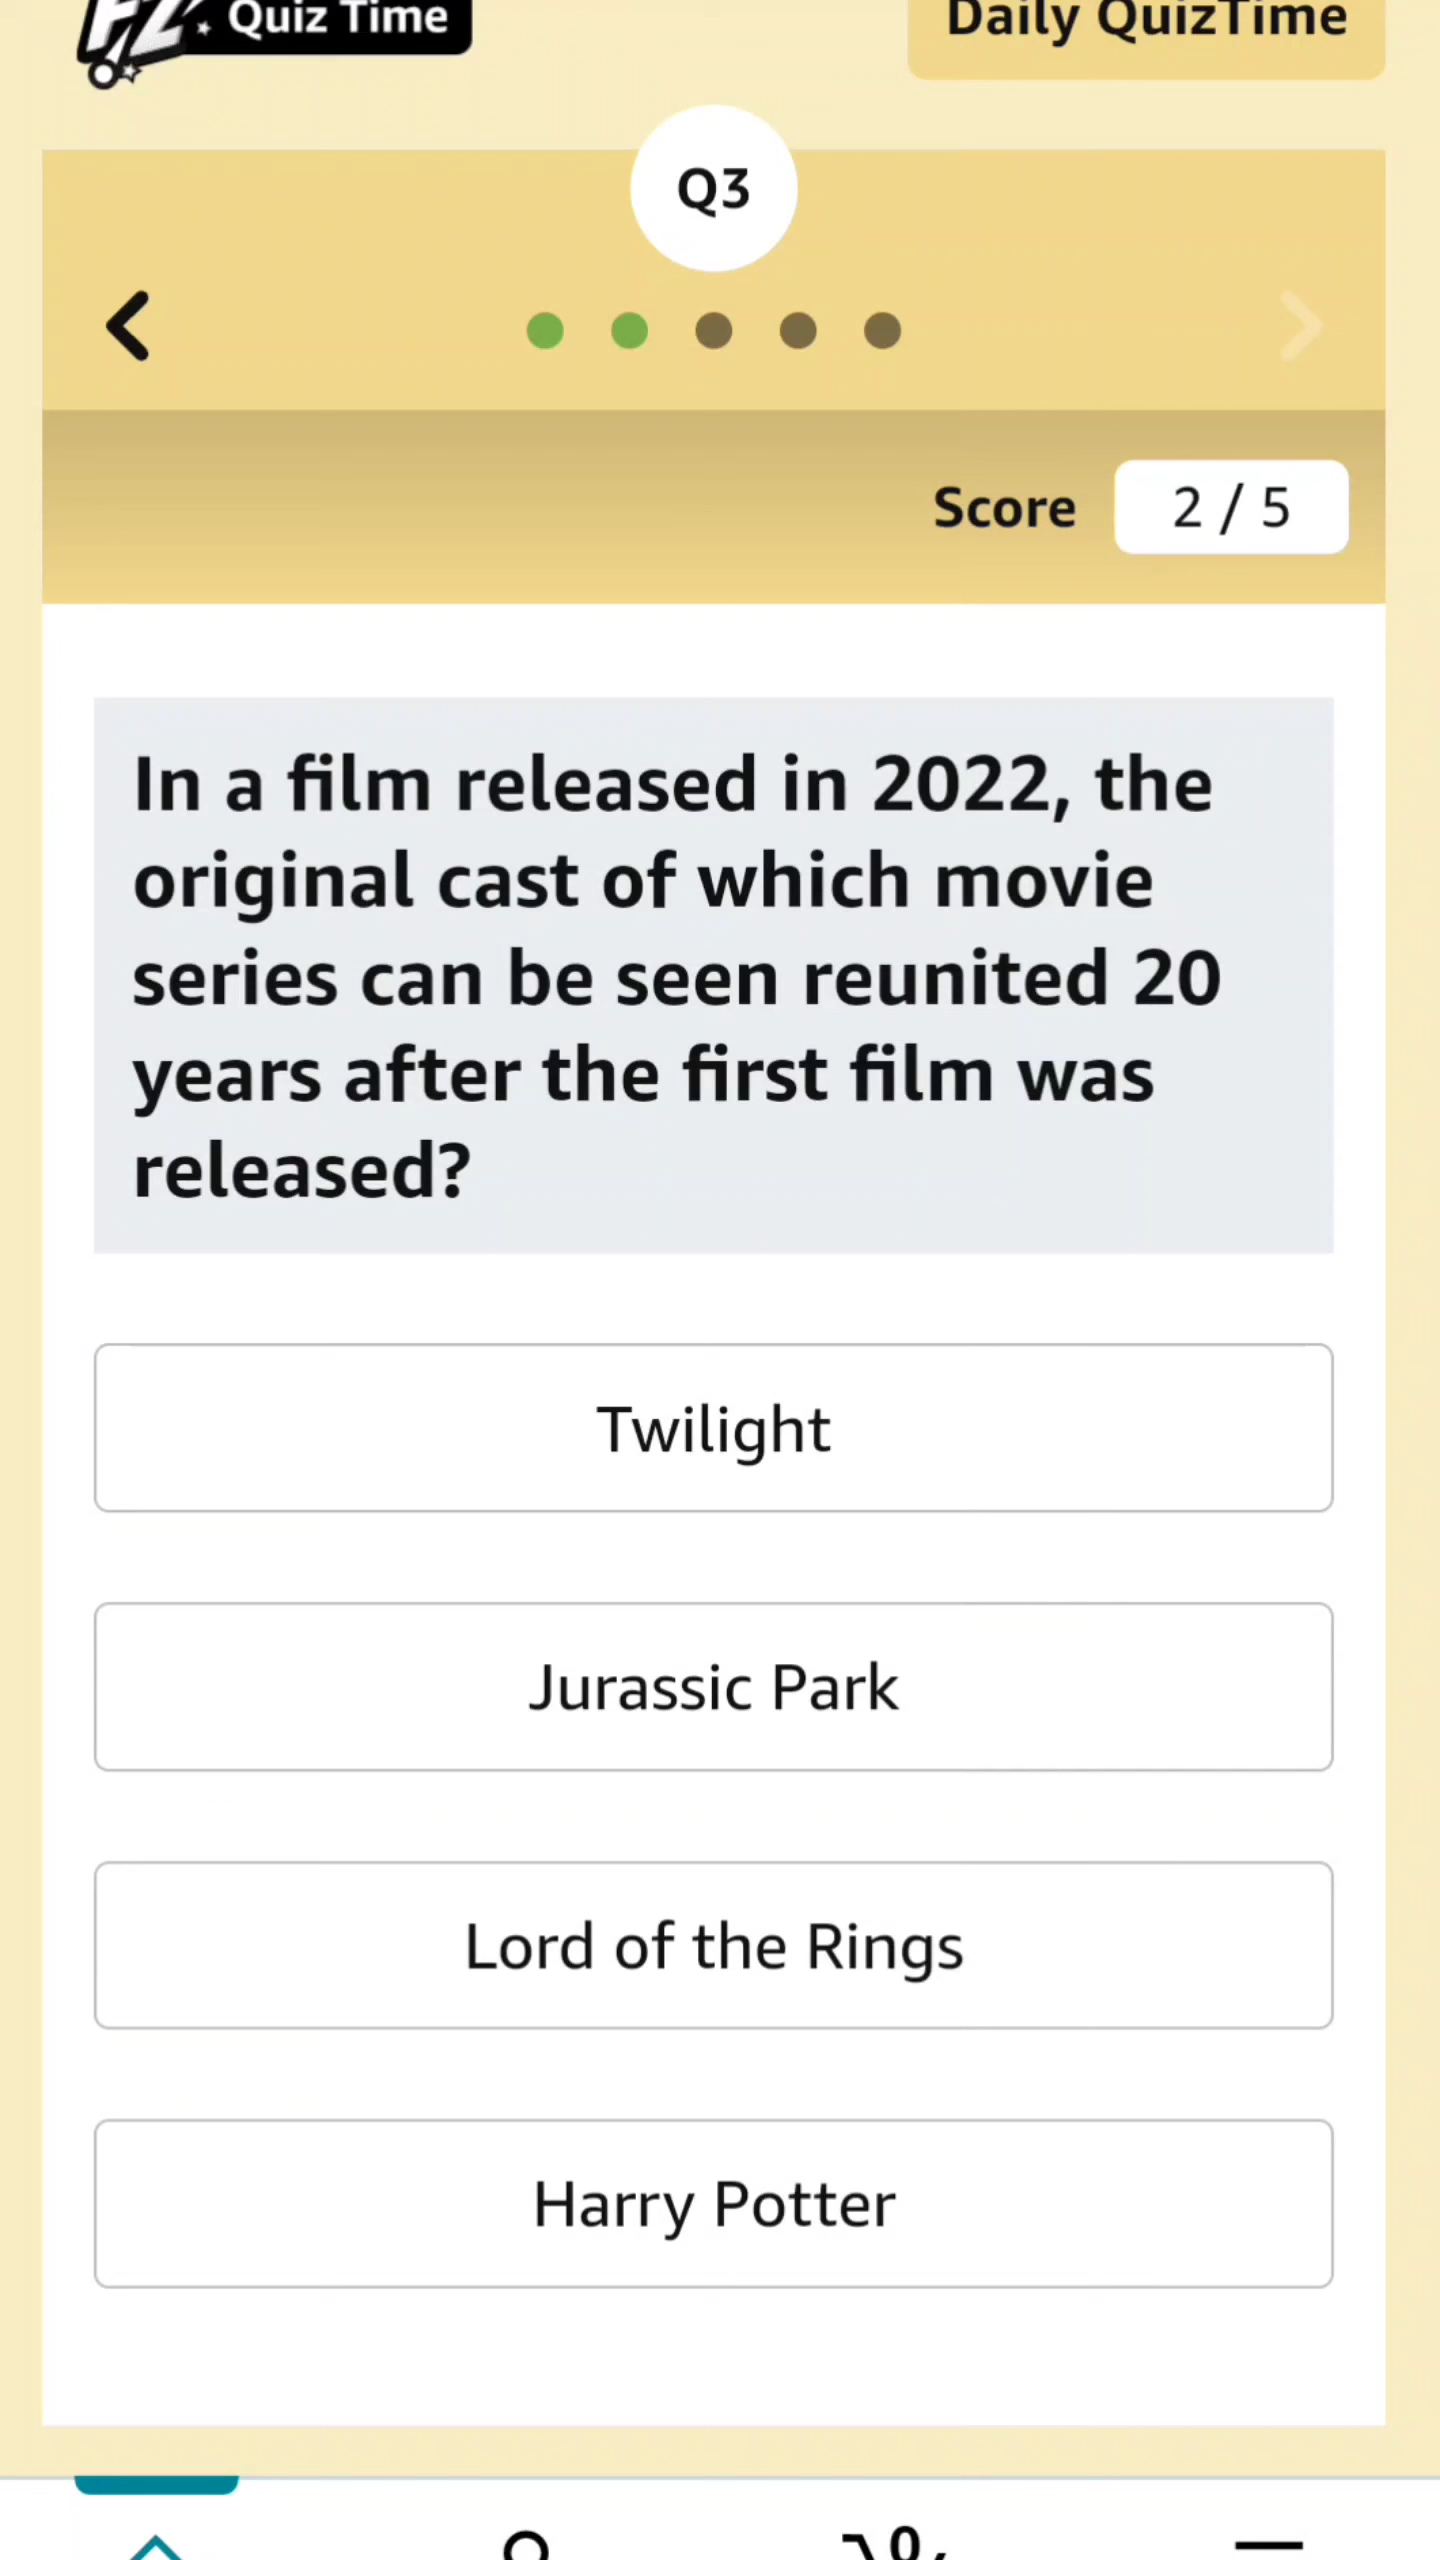 FZ Quiz Time
Daily QuizTime
Q3
Score 2 / 5
In a film released in 2022, the
original cast of which movie
series can be seen reunited 20
years after the first film was
released?
Twilight
Jurassic Park
Lord of the Rings
Harry Potter